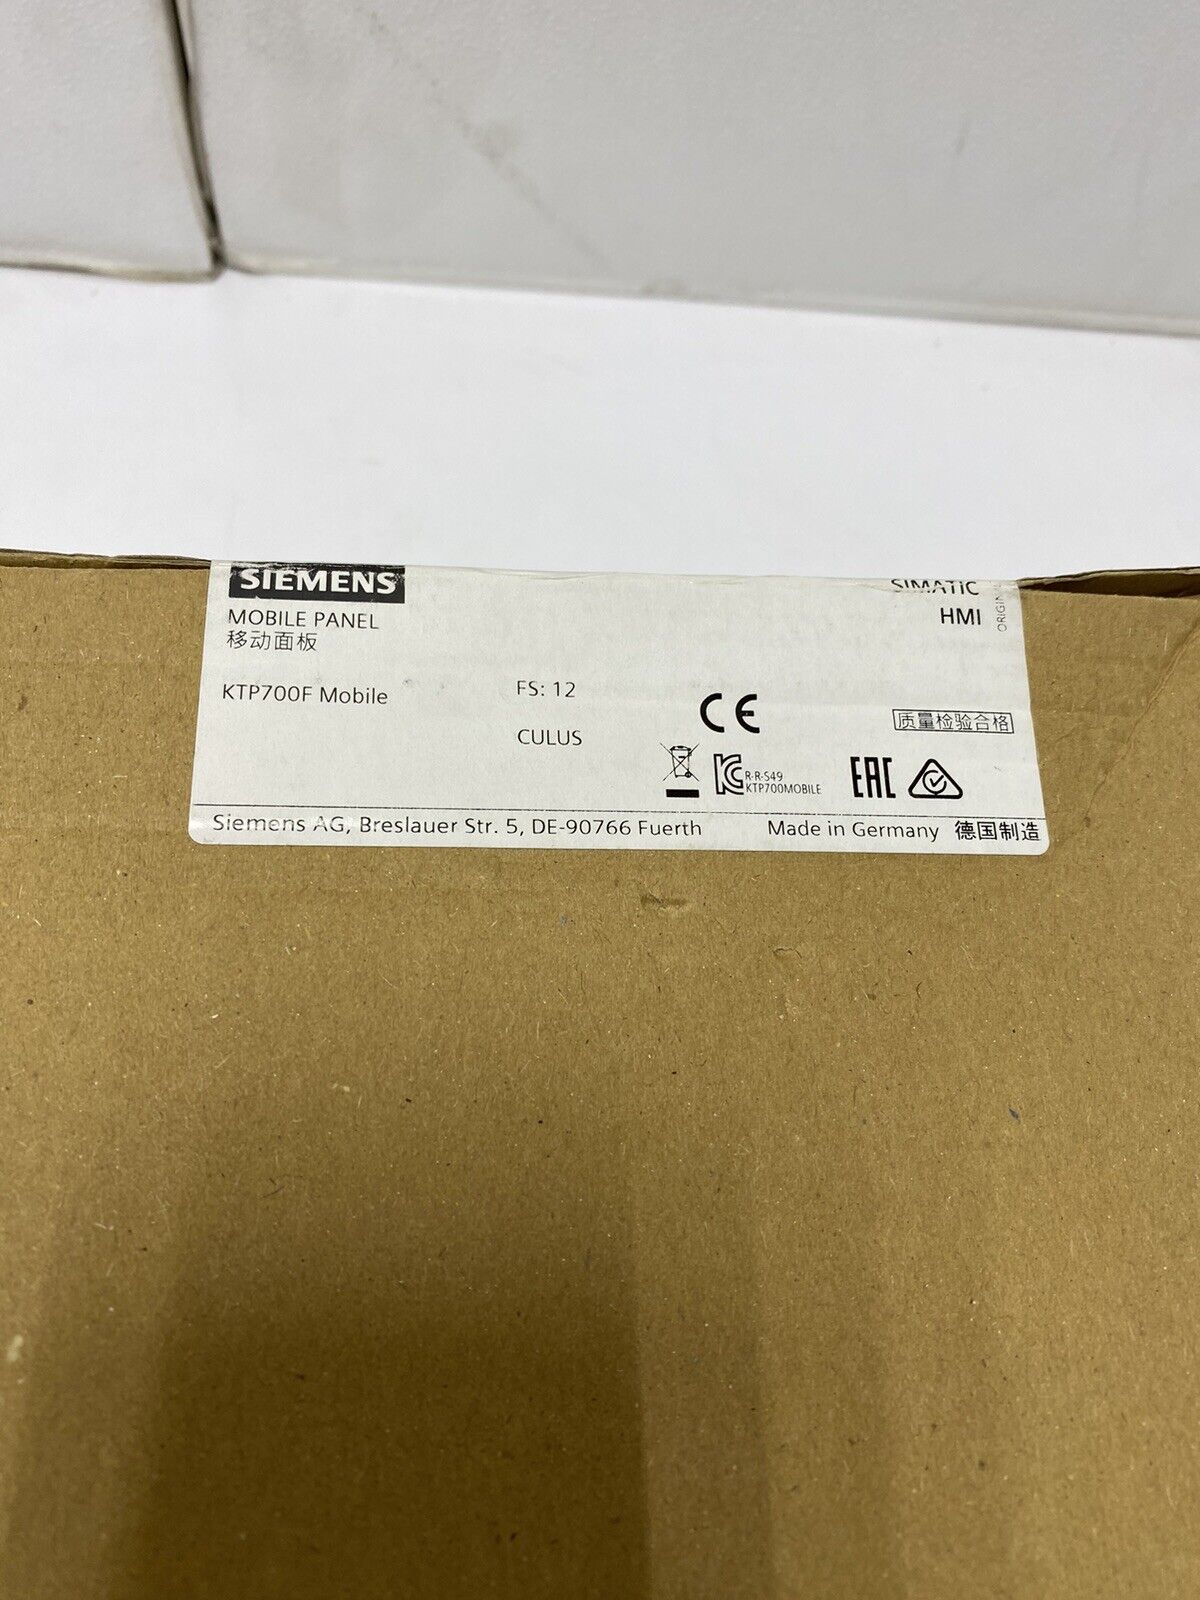 SIEMENS
SIMATIC
MOBILE PANEL
HMI
移动面板
KTP700F Mobile
FS: 12
CE
质量检验合格
CULUS
R-R-S49
KTP700MOBILE
EAC
Siemens AG, Breslauer Str. 5, DE-90766 Fuerth
Made in Germany 德国制造